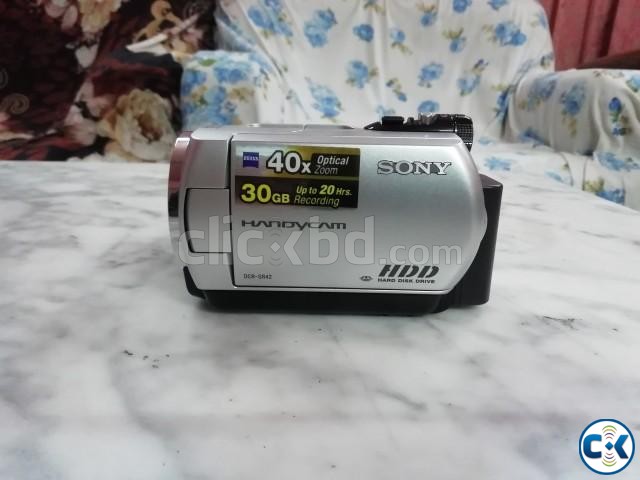 ZEISS 40x Optical Zoom
30GB Up to 20 Hrs. Recording
SONY
HANDYCAM
clickbd.com
DCR-SR42
HDD
HARD DISK DRIVE
CK